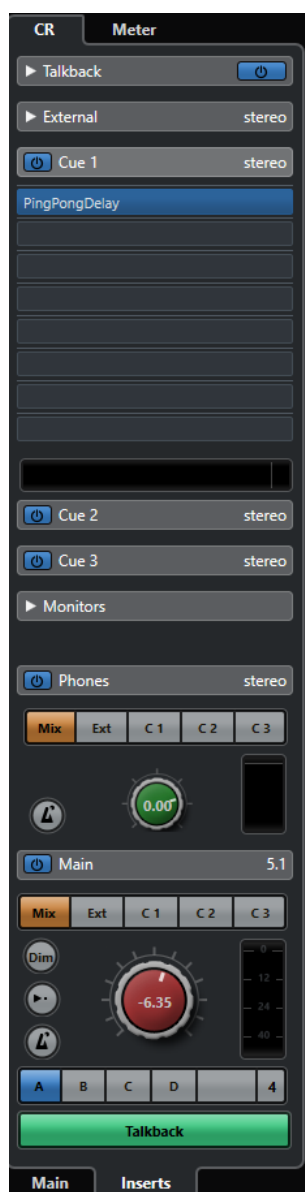 CR Meter
Talkback
External stereo
Cue 1 stereo
PingPongDelay
Cue 2 stereo
Cue 3 stereo
Monitors
Phones stereo
Mix Ext C 1 C 2 C 3
0.00
Main 5.1
Mix Ext C 1 C 2 C 3
Dim
0
12
-6.35
24
40
A B C D 4
Talkback
Main Inserts